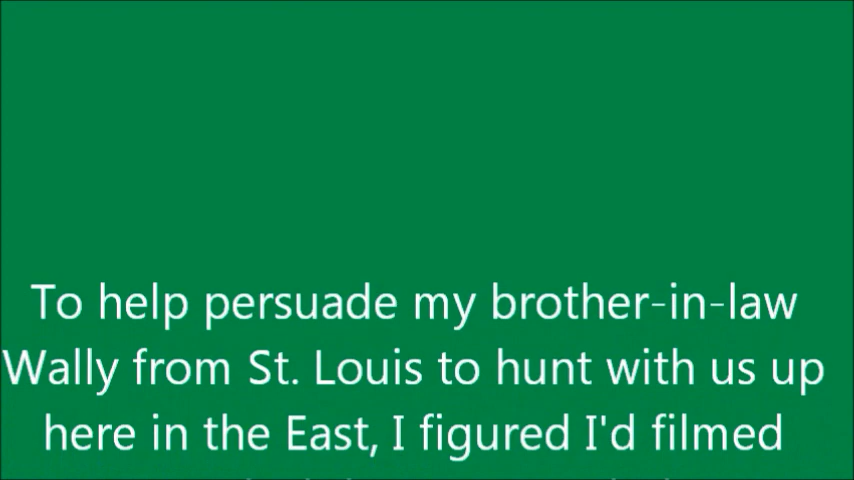 To help persuade my brother-in-law
Wally from St. Louis to hunt with us up
here in the East, I figured I'd filmed